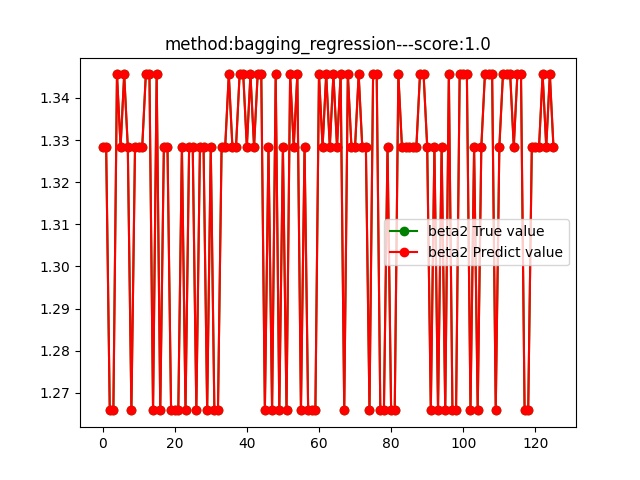 method:bagging_regression---score:1.0
1.34
1.33
1.32
1.31
1.30
1.29
1.28
1.27
beta2 True value
beta2 Predict value
0 20 40 60 80 100 120